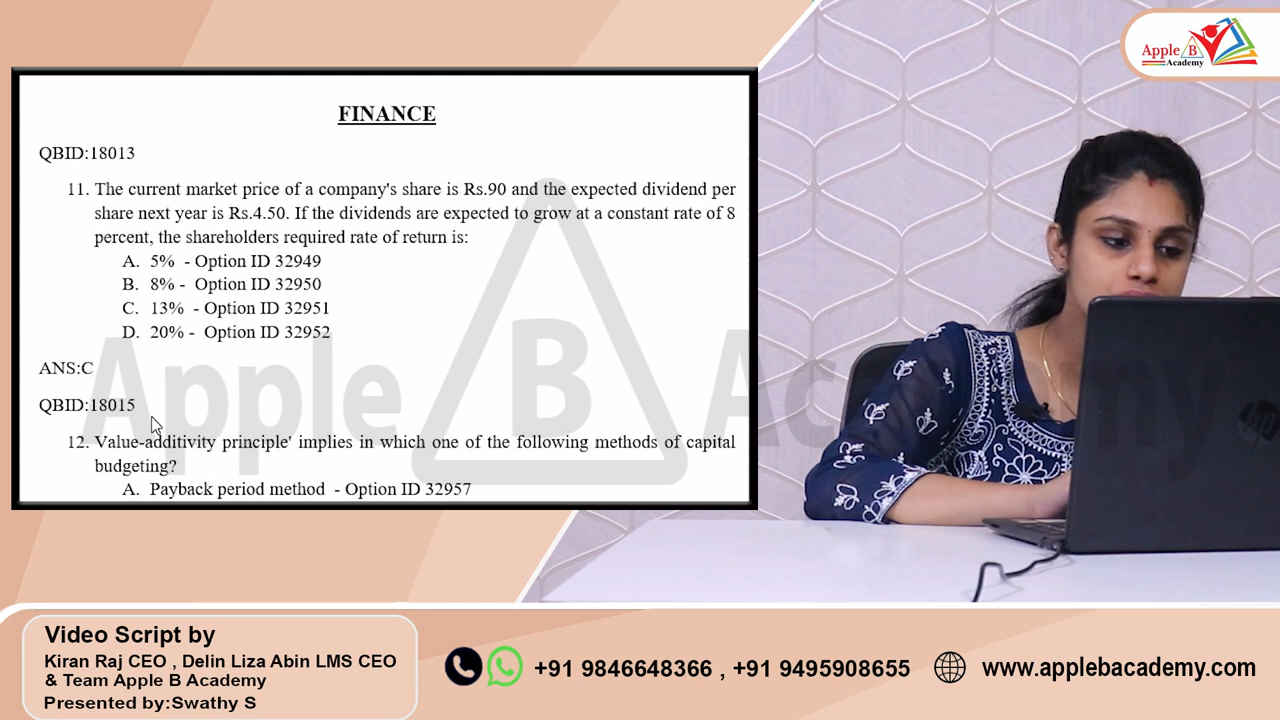 Apple B
Academy
FINANCE
QBID:18013
11. The current market price of a company's share is Rs.90 and the expected dividend per
share next year is Rs.4.50. If the dividends are expected to grow at a constant rate of 8
percent, the shareholders required rate of return is:
A. 5% - Option ID 32949
B. 8% - Option ID 32950
C. 13% - Option ID 32951
D. 20% - Option ID 32952
ANS:C
QBID:18015
12. Value-additivity principle' implies in which one of the following methods of capital
budgeting?
A. Payback period method - Option ID 32957
Apple B Academy
Video Script by
Kiran Raj CEO , Delin Liza Abin LMS CEO
& Team Apple B Academy
Presented by:Swathy S
+91 9846648366 , +91 9495908655
www.applebacademy.com